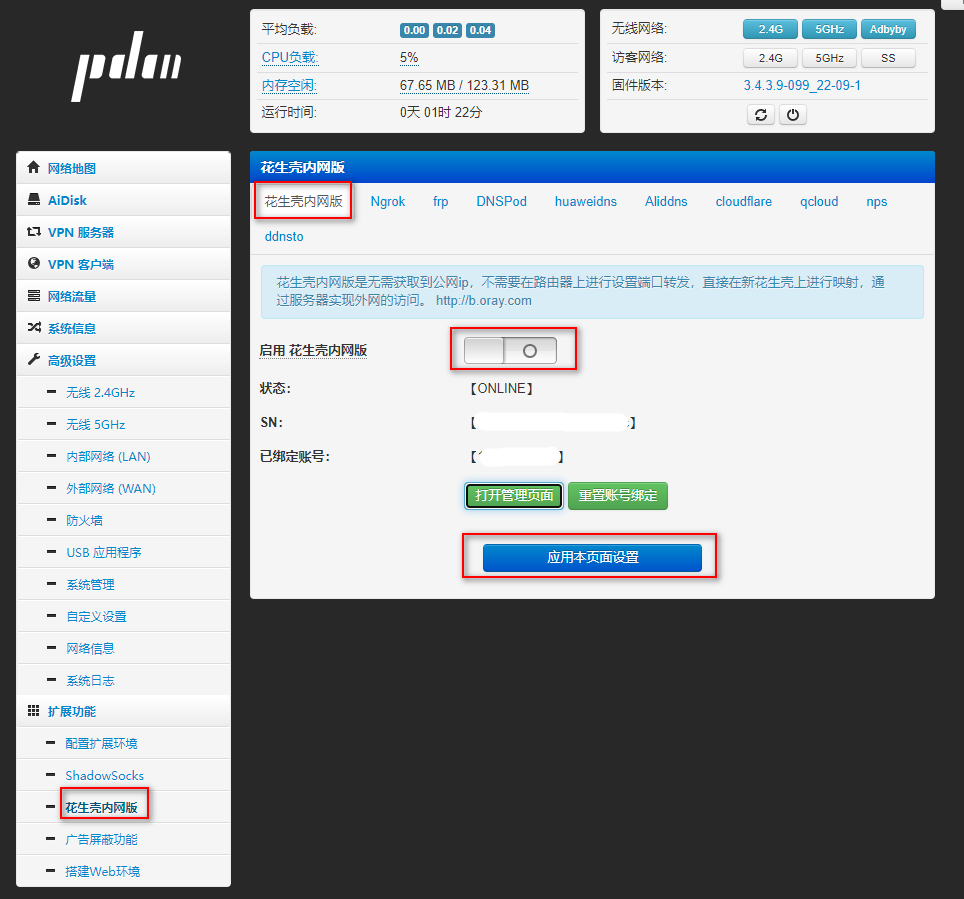 pdcn
平均负载: 0.00 0.02 0.04
CPU负载: 5%
内存空闲: 67.65 MB / 123.31 MB
运行时间: 0天 01时 22分
无线网络: 2.4G 5GHz Adbyby
访客网络: 2.4G 5GHz SS
固件版本: 3.4.3.9-099_22-09-1
网络地图
AiDisk
VPN 服务器
VPN 客户端
网络流量
系统信息
高级设置
无线 2.4GHz
无线 5GHz
内部网络 (LAN)
外部网络 (WAN)
防火墙
USB 应用程序
系统管理
自定义设置
网络信息
系统日志
扩展功能
配置扩展环境
ShadowSocks
花生壳内网版
广告屏蔽功能
搭建Web环境
花生壳内网版
花生壳内网版 Ngrok frp DNSPod huaweidns Aliddns cloudflare qcloud nps
ddnsto
花生壳内网版是无需获取到公网ip，不需要在路由器上进行设置端口转发，直接在新花生壳上进行映射，通
过服务器实现外网的访问。 http://b.oray.com
启用 花生壳内网版
状态: 【ONLINE】
SN: 【 】
已绑定账号: 【 】
打开管理页面 重置账号绑定
应用本页面设置